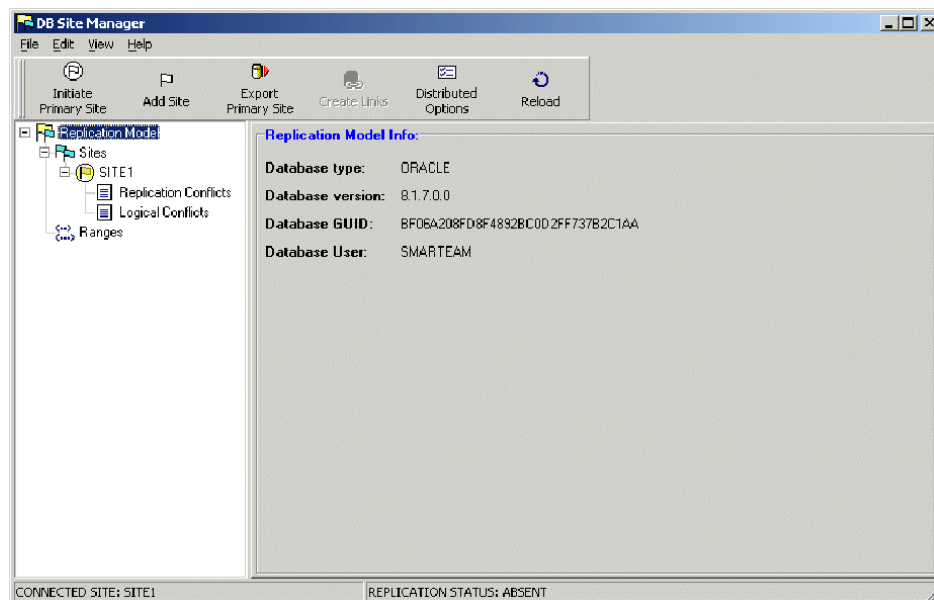 DB Site Manager
File Edit View Help
Initiate
Primary Site
Add Site
Export
Primary Site
Create Links
Distributed
Options
Reload
Replication Model
Sites
SITE1
Replication Conflicts
Logical Conflicts
Ranges
Replication Model Info:
Database type: ORACLE
Database version: 8.1.7.0.0
Database GUID: BF06A208FD8F4892BC0D2FF737B2C1AA
Database User: SMARTEAM
CONNECTED SITE: SITE1 REPLICATION STATUS: ABSENT